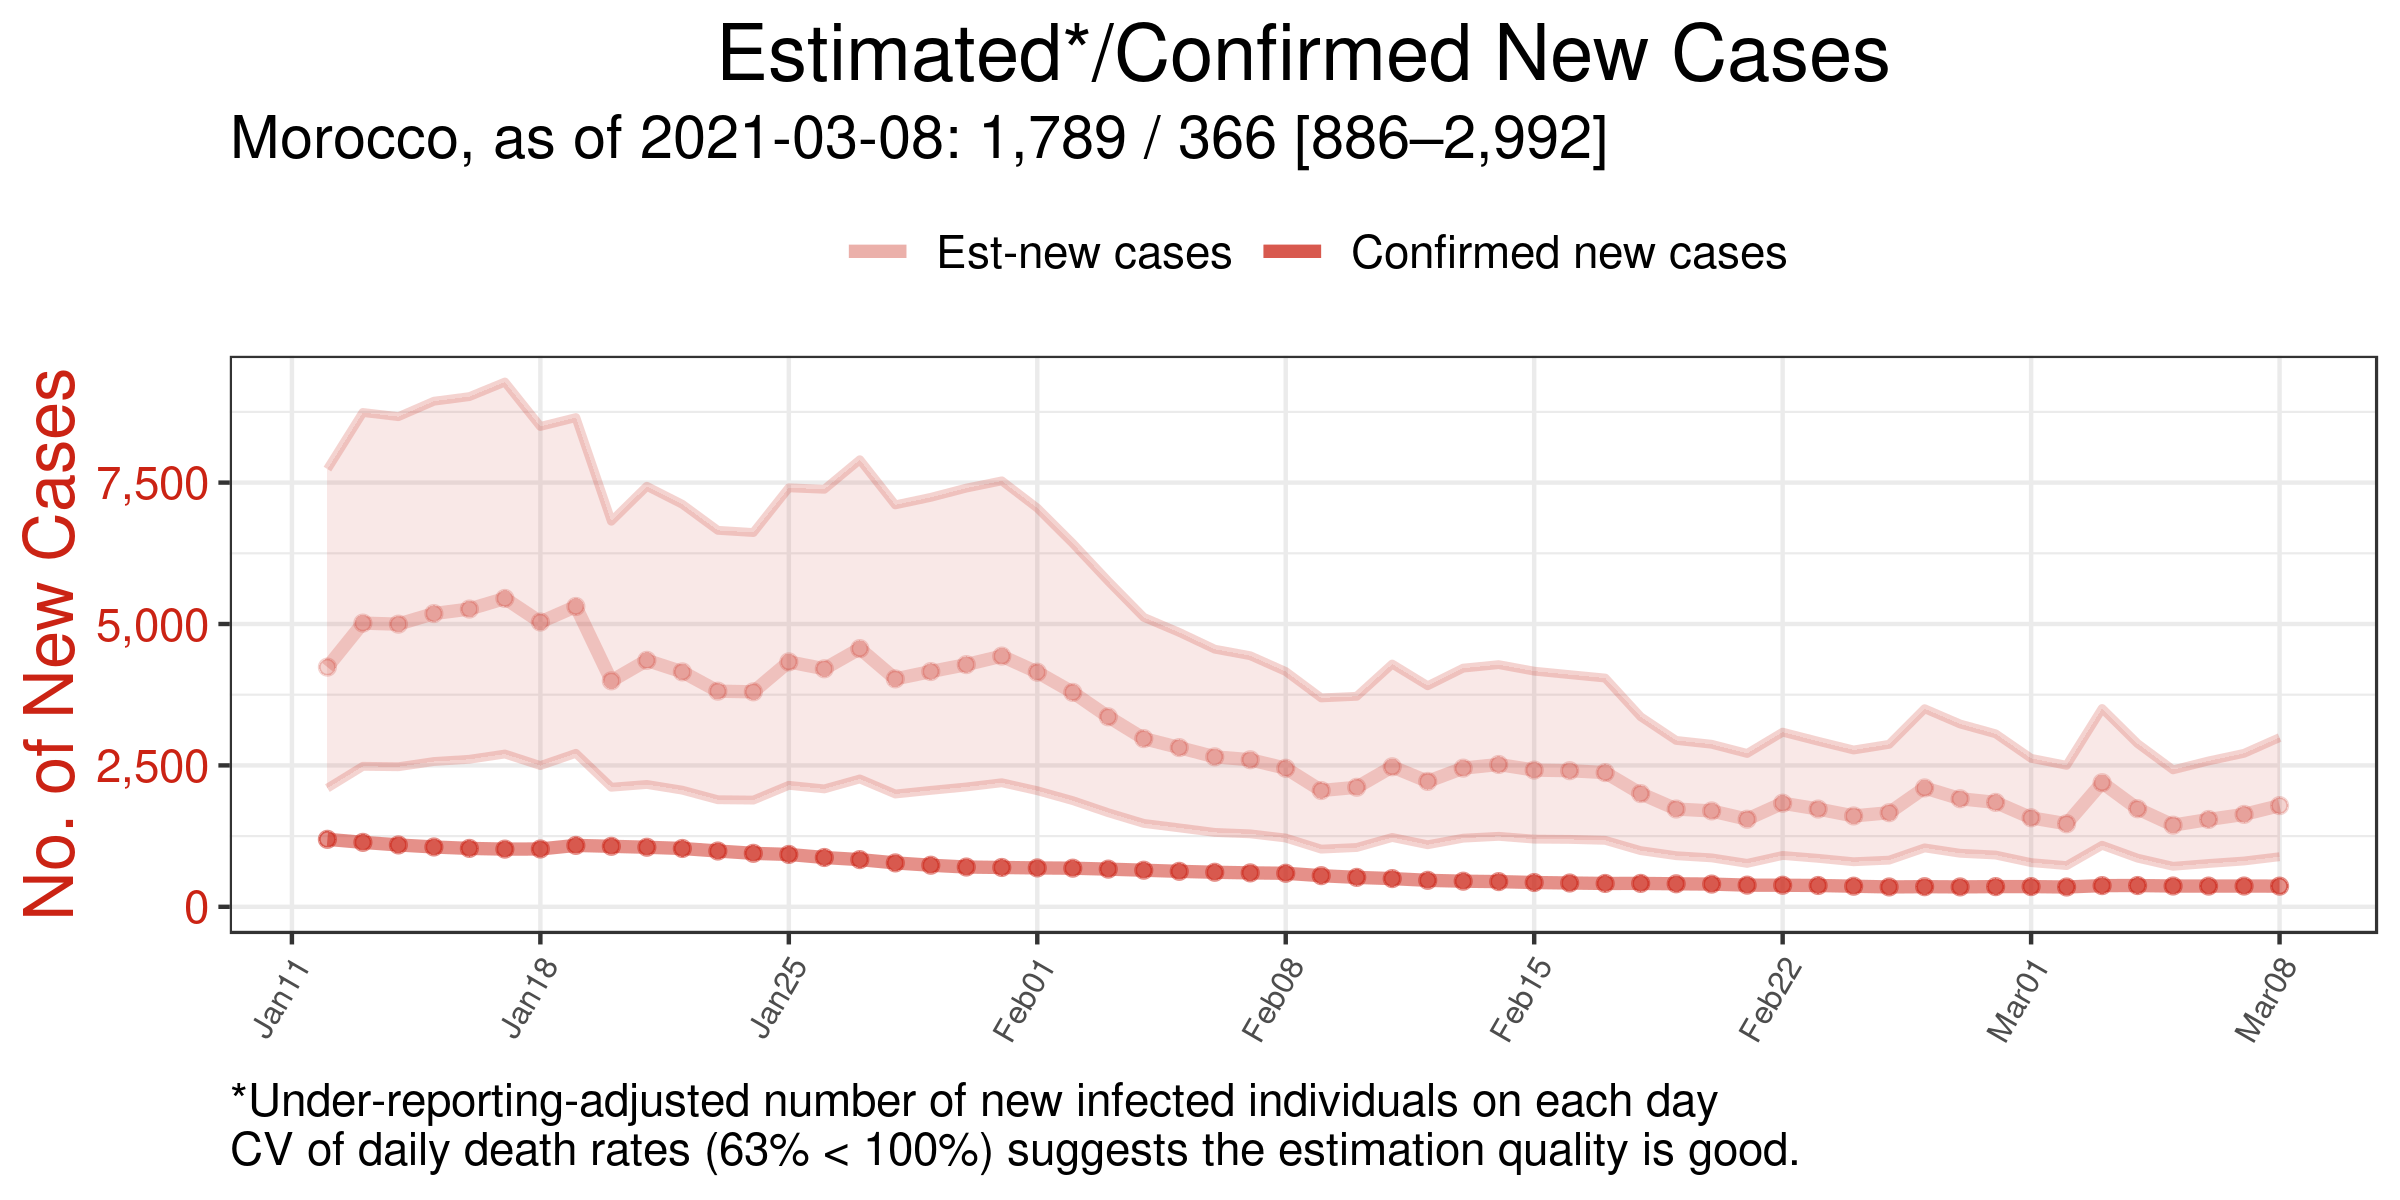 Estimated*/Confirmed New Cases
Morocco, as of 2021-03-08: 1,789 / 366 [886–2,992]
Est-new cases
Confirmed new cases
No. of New Cases
7,500
5,000
2,500
0
Jan11
Jan18
Jan25
Feb01
Feb08
Feb15
Feb22
Mar01
Mar08
*Under-reporting-adjusted number of new infected individuals on each day
CV of daily death rates (63% < 100%) suggests the estimation quality is good.